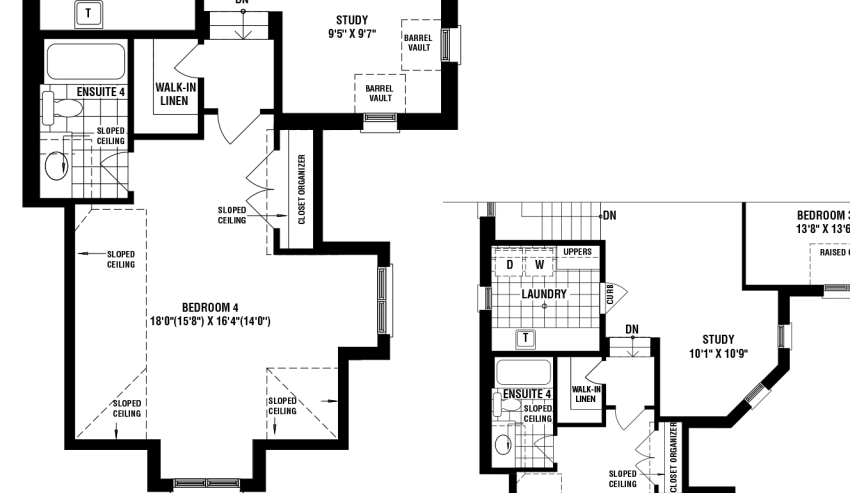 DN
T
STUDY
9'5" X 9'7"
BARREL
VAULT
BARREL
VAULT
WALK-IN
LINEN
ENSUITE 4
SLOPED
CEILING
CLOSET ORGANIZER
SLOPED
CEILING
SLOPED
CEILING
BEDROOM 4
18'0"(15'8") X 16'4"(14'0")
SLOPED
CEILING
SLOPED
CEILING
DN
BEDROOM 3
13'8" X 13'6
RAISED
UPPERS
D
W
LAUNDRY
CURB
T
DN
STUDY
10'1" X 10'9"
ENSUITE 4
WALK-IN
LINEN
SLOPED
CEILING
CLOSET ORGANIZER
SLOPED
CEILING